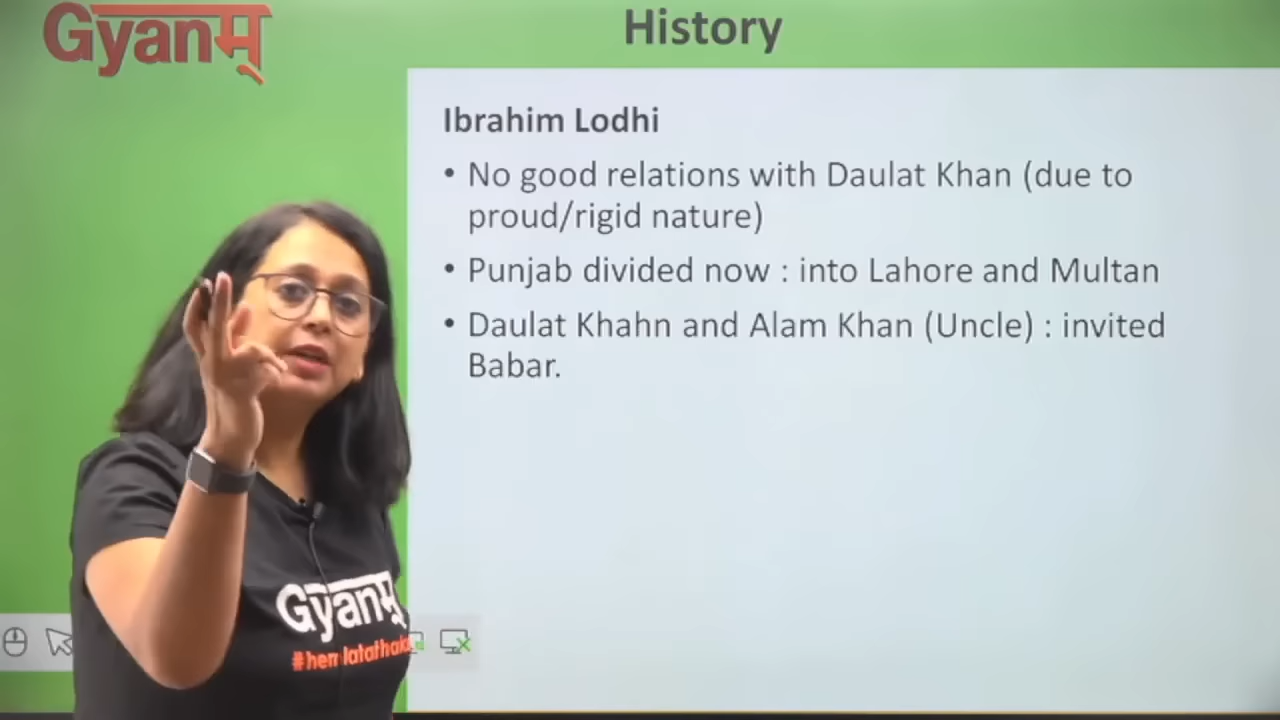 Gyanम्
History
Ibrahim Lodhi
• No good relations with Daulat Khan (due to
proud/rigid nature)
• Punjab divided now : into Lahore and Multan
• Daulat Khahn and Alam Khan (Uncle) : invited
Babar.
Gyanम्